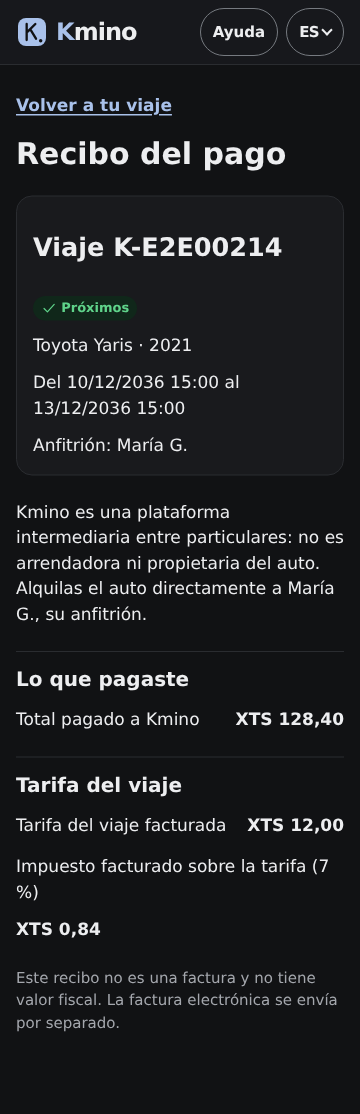 K. Kmino
Ayuda
ES
Volver a tu viaje
Recibo del pago
Viaje K-E2E00214
Próximos
Toyota Yaris · 2021
Del 10/12/2036 15:00 al
13/12/2036 15:00
Anfitrión: María G.
Kmino es una plataforma
intermediaria entre particulares: no es
arrendadora ni propietaria del auto.
Alquilas el auto directamente a María
G., su anfitrión.
Lo que pagaste
Total pagado a Kmino XTS 128,40
Tarifa del viaje
Tarifa del viaje facturada XTS 12,00
Impuesto facturado sobre la tarifa (7
%)
XTS 0,84
Este recibo no es una factura y no tiene
valor fiscal. La factura electrónica se envía
por separado.